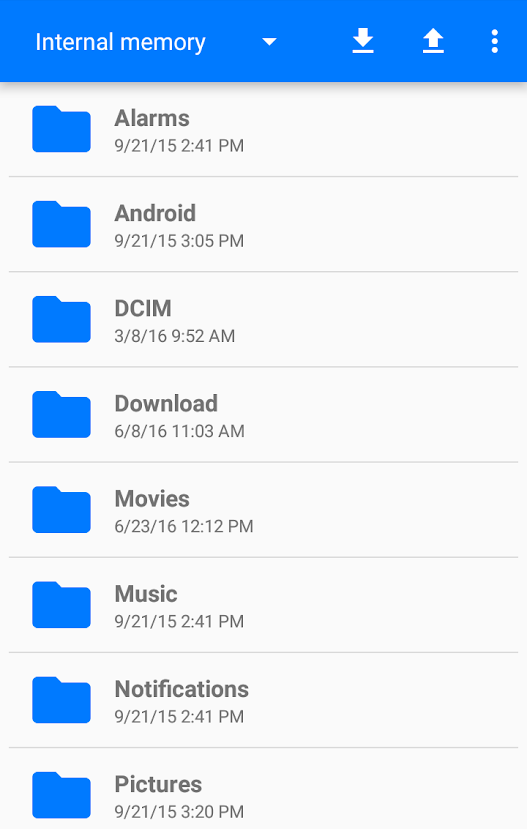 Internal memory
Alarms
9/21/15 2:41 PM
Android
9/21/15 3:05 PM
DCIM
3/8/16 9:52 AM
Download
6/8/16 11:03 AM
Movies
6/23/16 12:12 PM
Music
9/21/15 2:41 PM
Notifications
9/21/15 2:41 PM
Pictures
9/21/15 3:20 PM